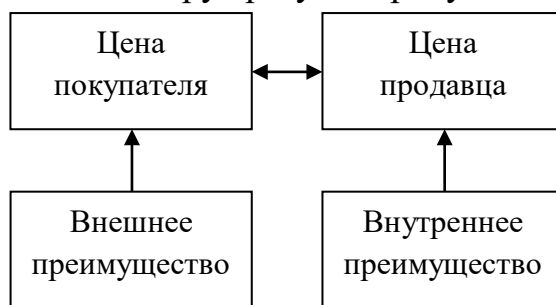 Цена
покупателя
Цена
продавца
Внешнее
преимущество
Внутреннее
преимущество